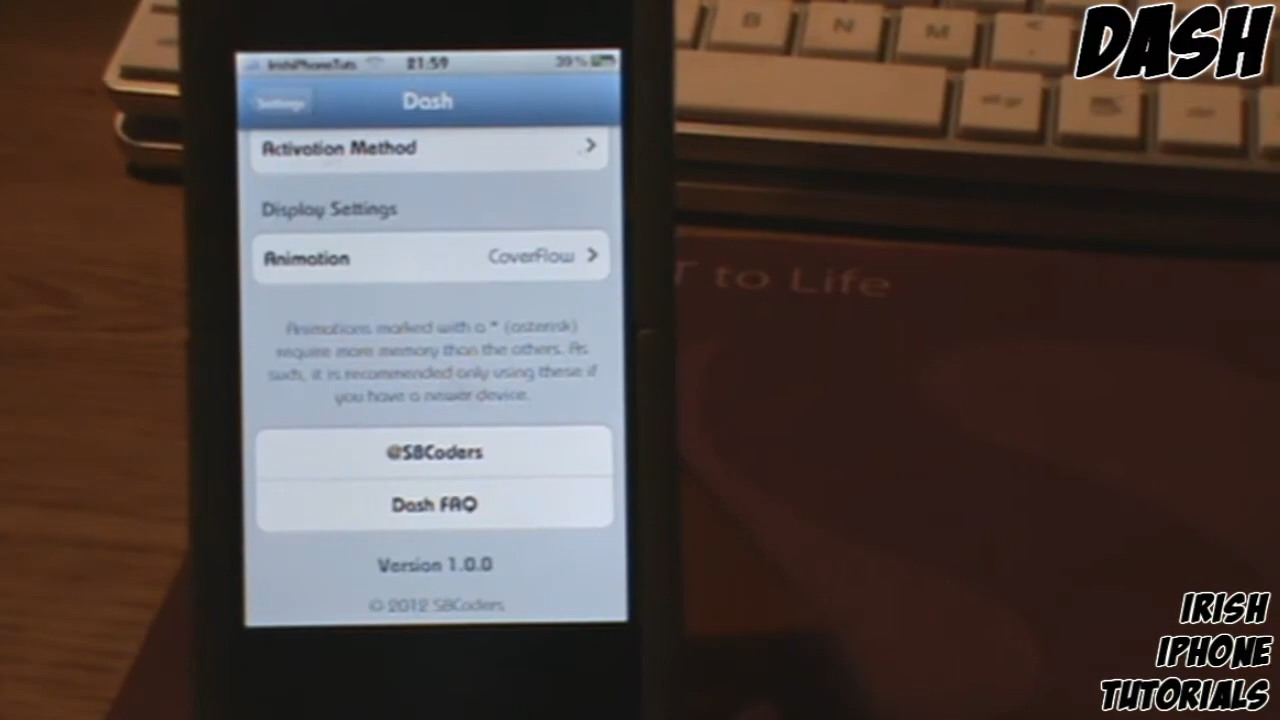 DASH
IrishiPhoneTuts 21:59 39%
Settings Dash
Activation Method
Display Settings
Animation CoverFlow
Animations marked with a * (asterisk)
require more memory than the others. As
such, it is recommended only using these if
you have a newer device.
@SBCoders
Dash FAQ
Version 1.0.0
© 2012 SBCoders
B N M
T to Life
IRISH
IPHONE
TUTORIALS